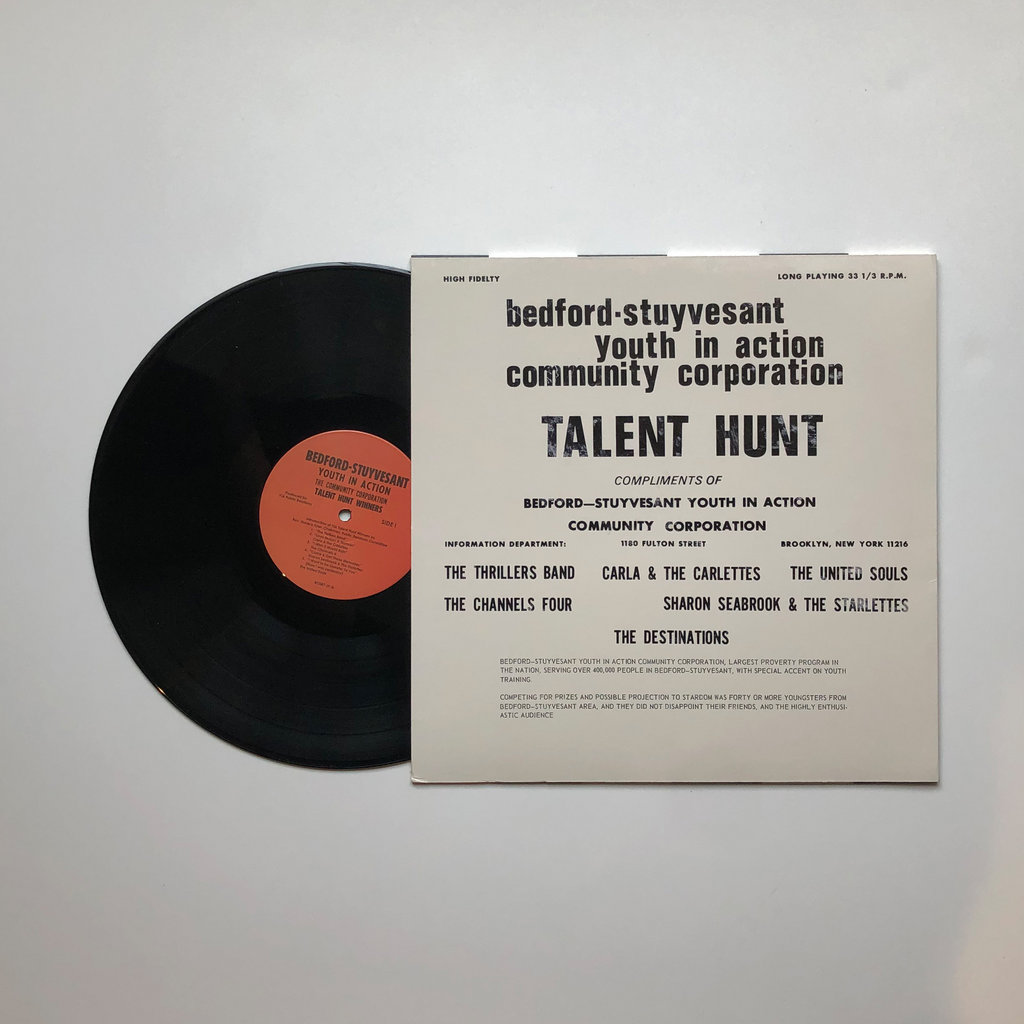 HIGH FIDELTY
LONG PLAYING 33 1/3 R.P.M.
bedford-stuyvesant
youth in action
community corporation
TALENT HUNT
COMPLIMENTS OF
BEDFORD—STUYVESANT YOUTH IN ACTION
COMMUNITY CORPORATION
INFORMATION DEPARTMENT: 1180 FULTON STREET BROOKLYN, NEW YORK 11216
THE THRILLERS BAND CARLA & THE CARLETTES THE UNITED SOULS
THE CHANNELS FOUR SHARON SEABROOK & THE STARLETTES
THE DESTINATIONS
BEDFORD—STUYVESANT YOUTH IN ACTION COMMUNITY CORPORATION, LARGEST PROVERTY PROGRAM IN
THE NATION, SERVING OVER 400,000 PEOPLE IN BEDFORD—STUYVESANT, WITH SPECIAL ACCENT ON YOUTH
TRAINING.
COMPETING FOR PRIZES AND POSSIBLE PROJECTION TO STARDOM WAS FORTY OR MORE YOUNGSTERS FROM
BEDFORD—STUYVESANT AREA, AND THEY DID NOT DISAPPOINT THEIR FRIENDS, AND THE HIGHLY ENTHUSI-
ASTIC AUDIENCE
BEDFORD-STUYVESANT
YOUTH IN ACTION
THE COMMUNITY CORPORATION
TALENT HUNT WINNERS
SIDE 1